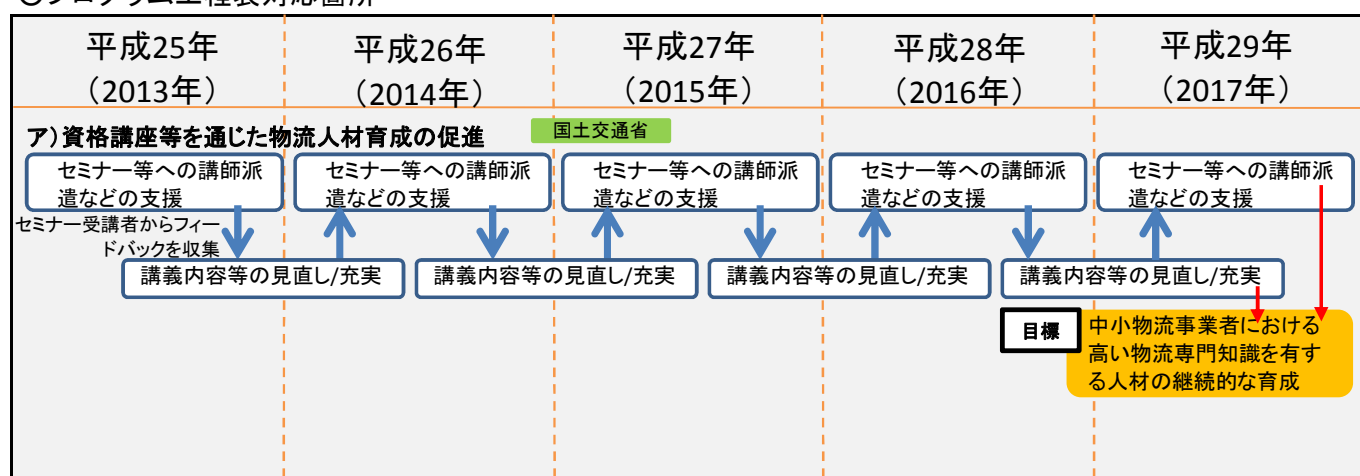 〇プログラム工程表対応箇所
平成25年
（2013年）
平成26年
（2014年）
平成27年
（2015年）
平成28年
（2016年）
平成29年
（2017年）
ア）資格講座等を通じた物流人材育成の促進
国土交通省
セミナー等への講師派
遣などの支援
セミナー等への講師派
遣などの支援
セミナー等への講師派
遣などの支援
セミナー等への講師派
遣などの支援
セミナー等への講師派
遣などの支援
セミナー受講者からフィー
ドバックを収集
講義内容等の見直し/充実
講義内容等の見直し/充実
講義内容等の見直し/充実
講義内容等の見直し/充実
目標
中小物流事業者における
高い物流専門知識を有す
る人材の継続的な育成